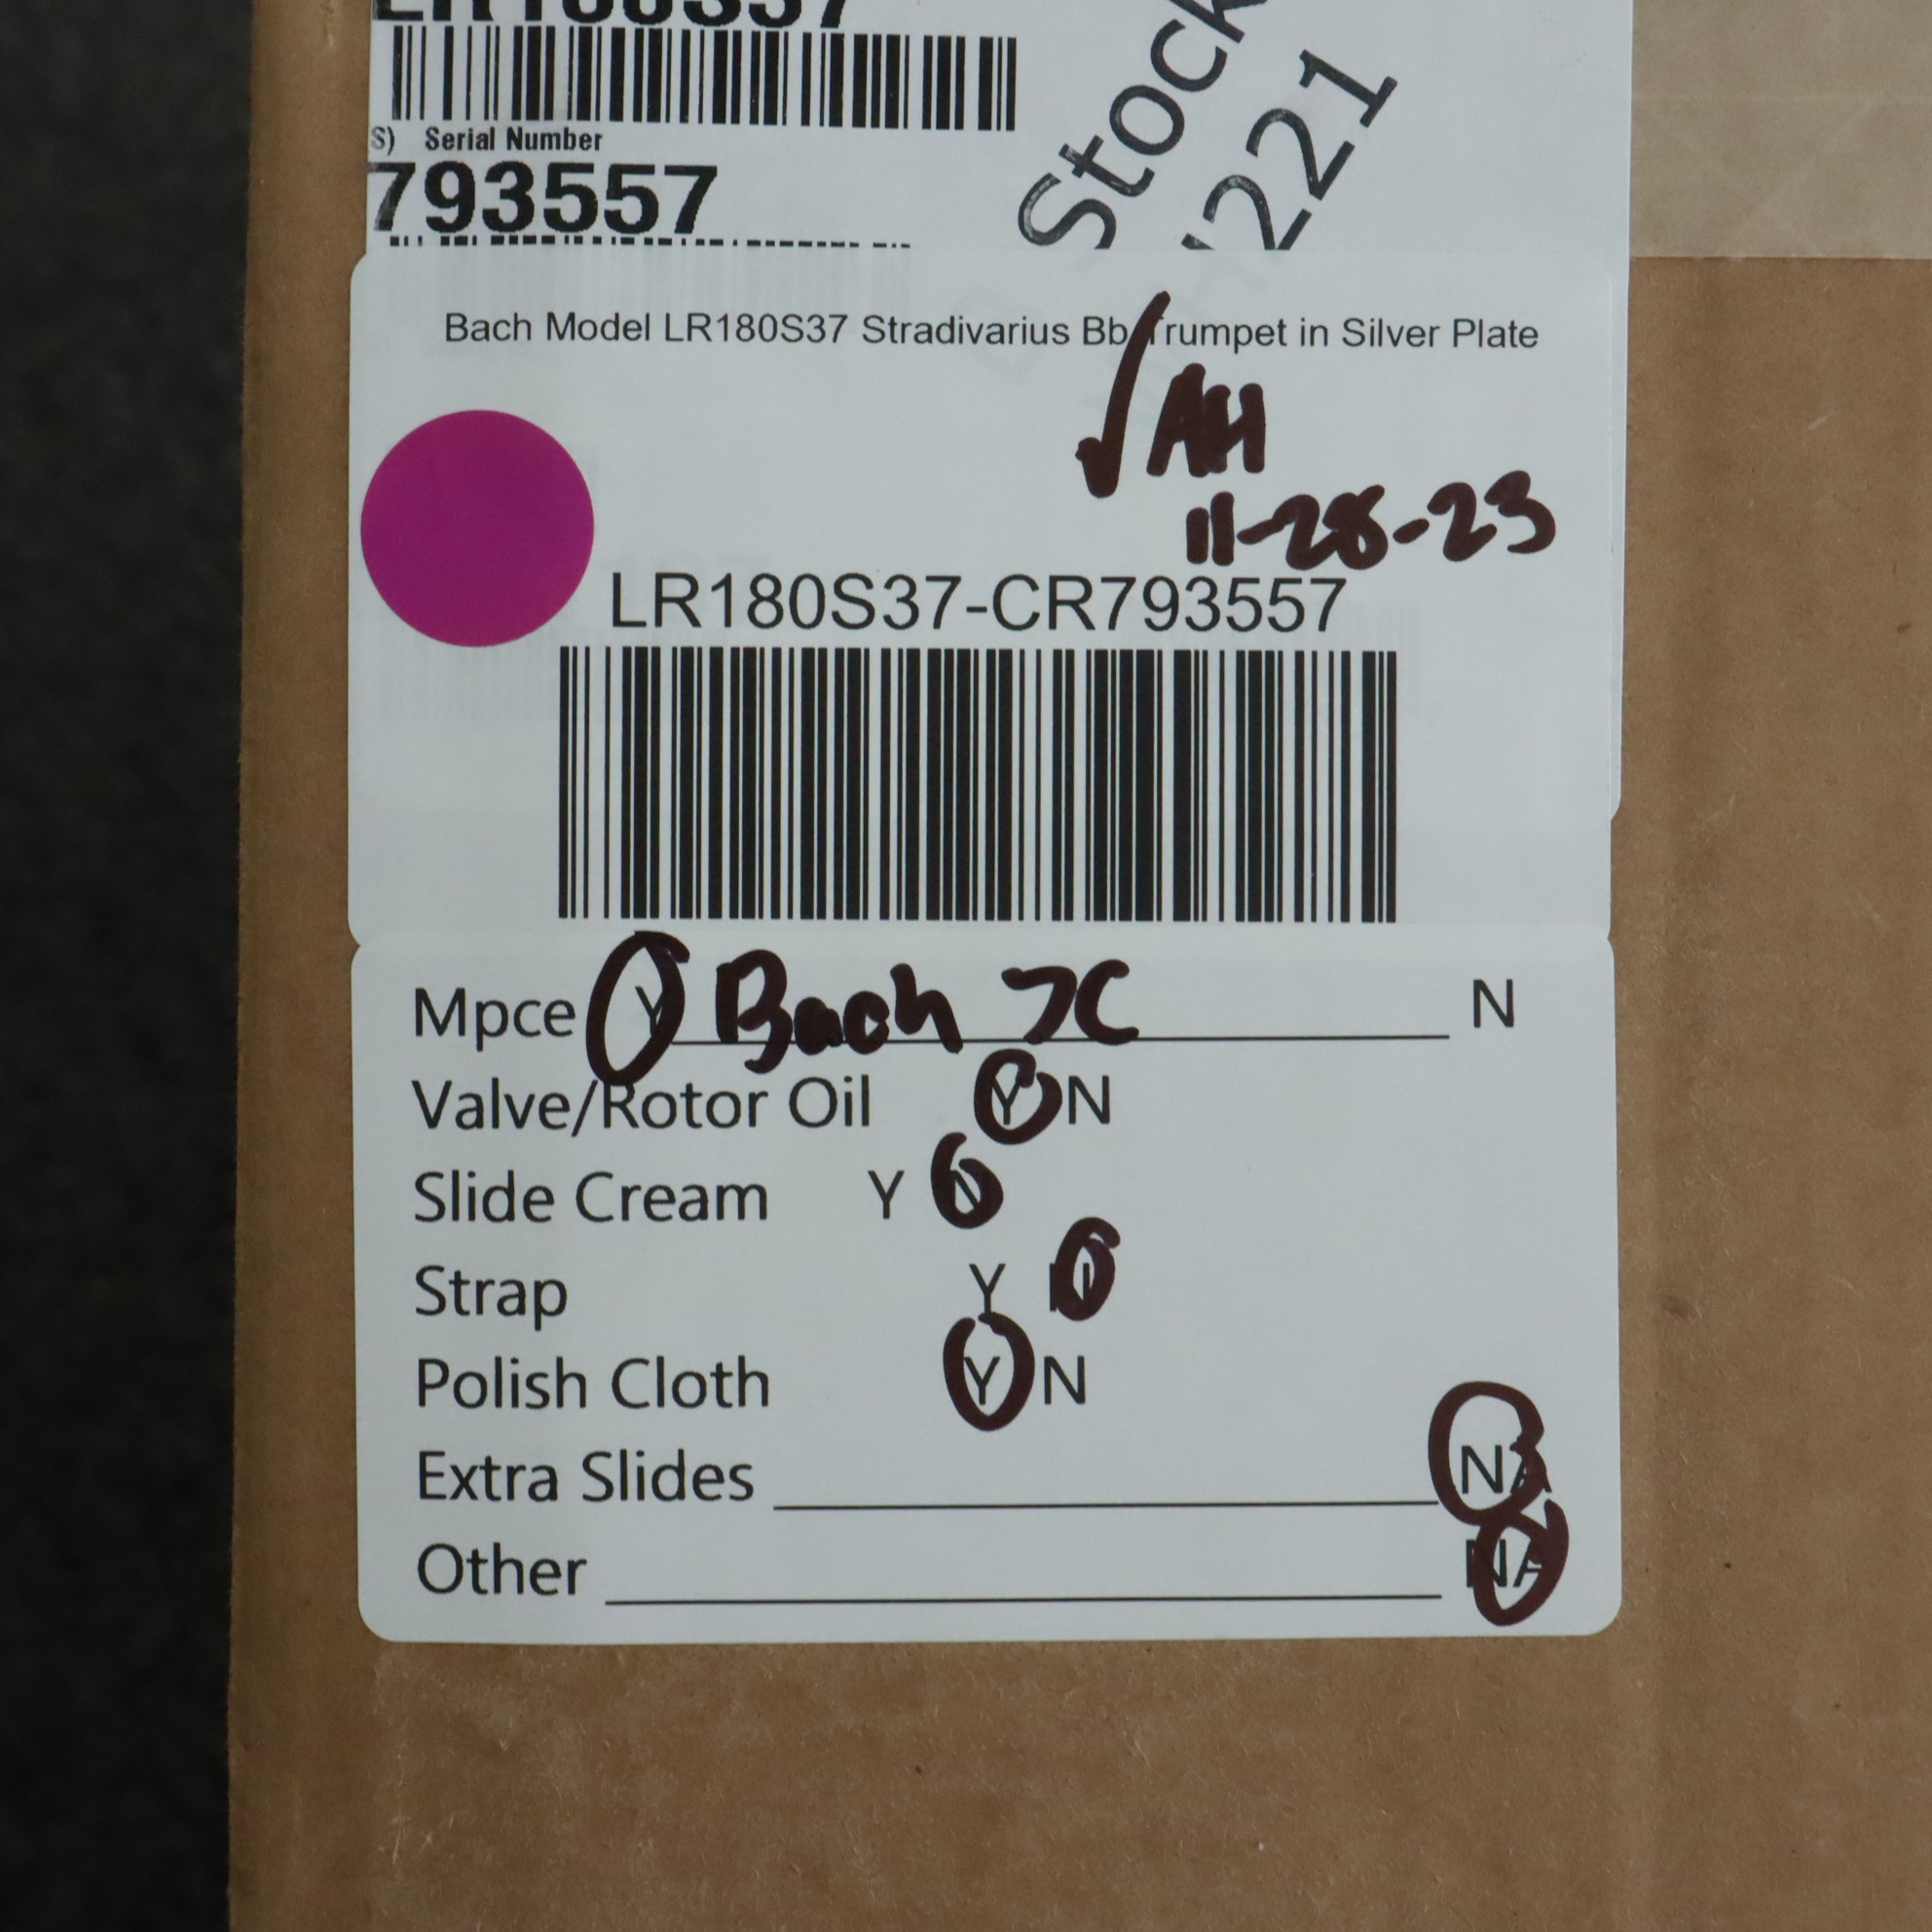 LR180S37
S) Serial Number
793557
Stock
221
Bach Model LR180S37 Stradivarius Bb Trumpet in Silver Plate
✓AH
11-28-23
LR180S37-CR793557
Mpce Y Bach 7C N
Valve/Rotor Oil Y N
Slide Cream Y N
Strap Y N
Polish Cloth Y N
Extra Slides NA
Other NA